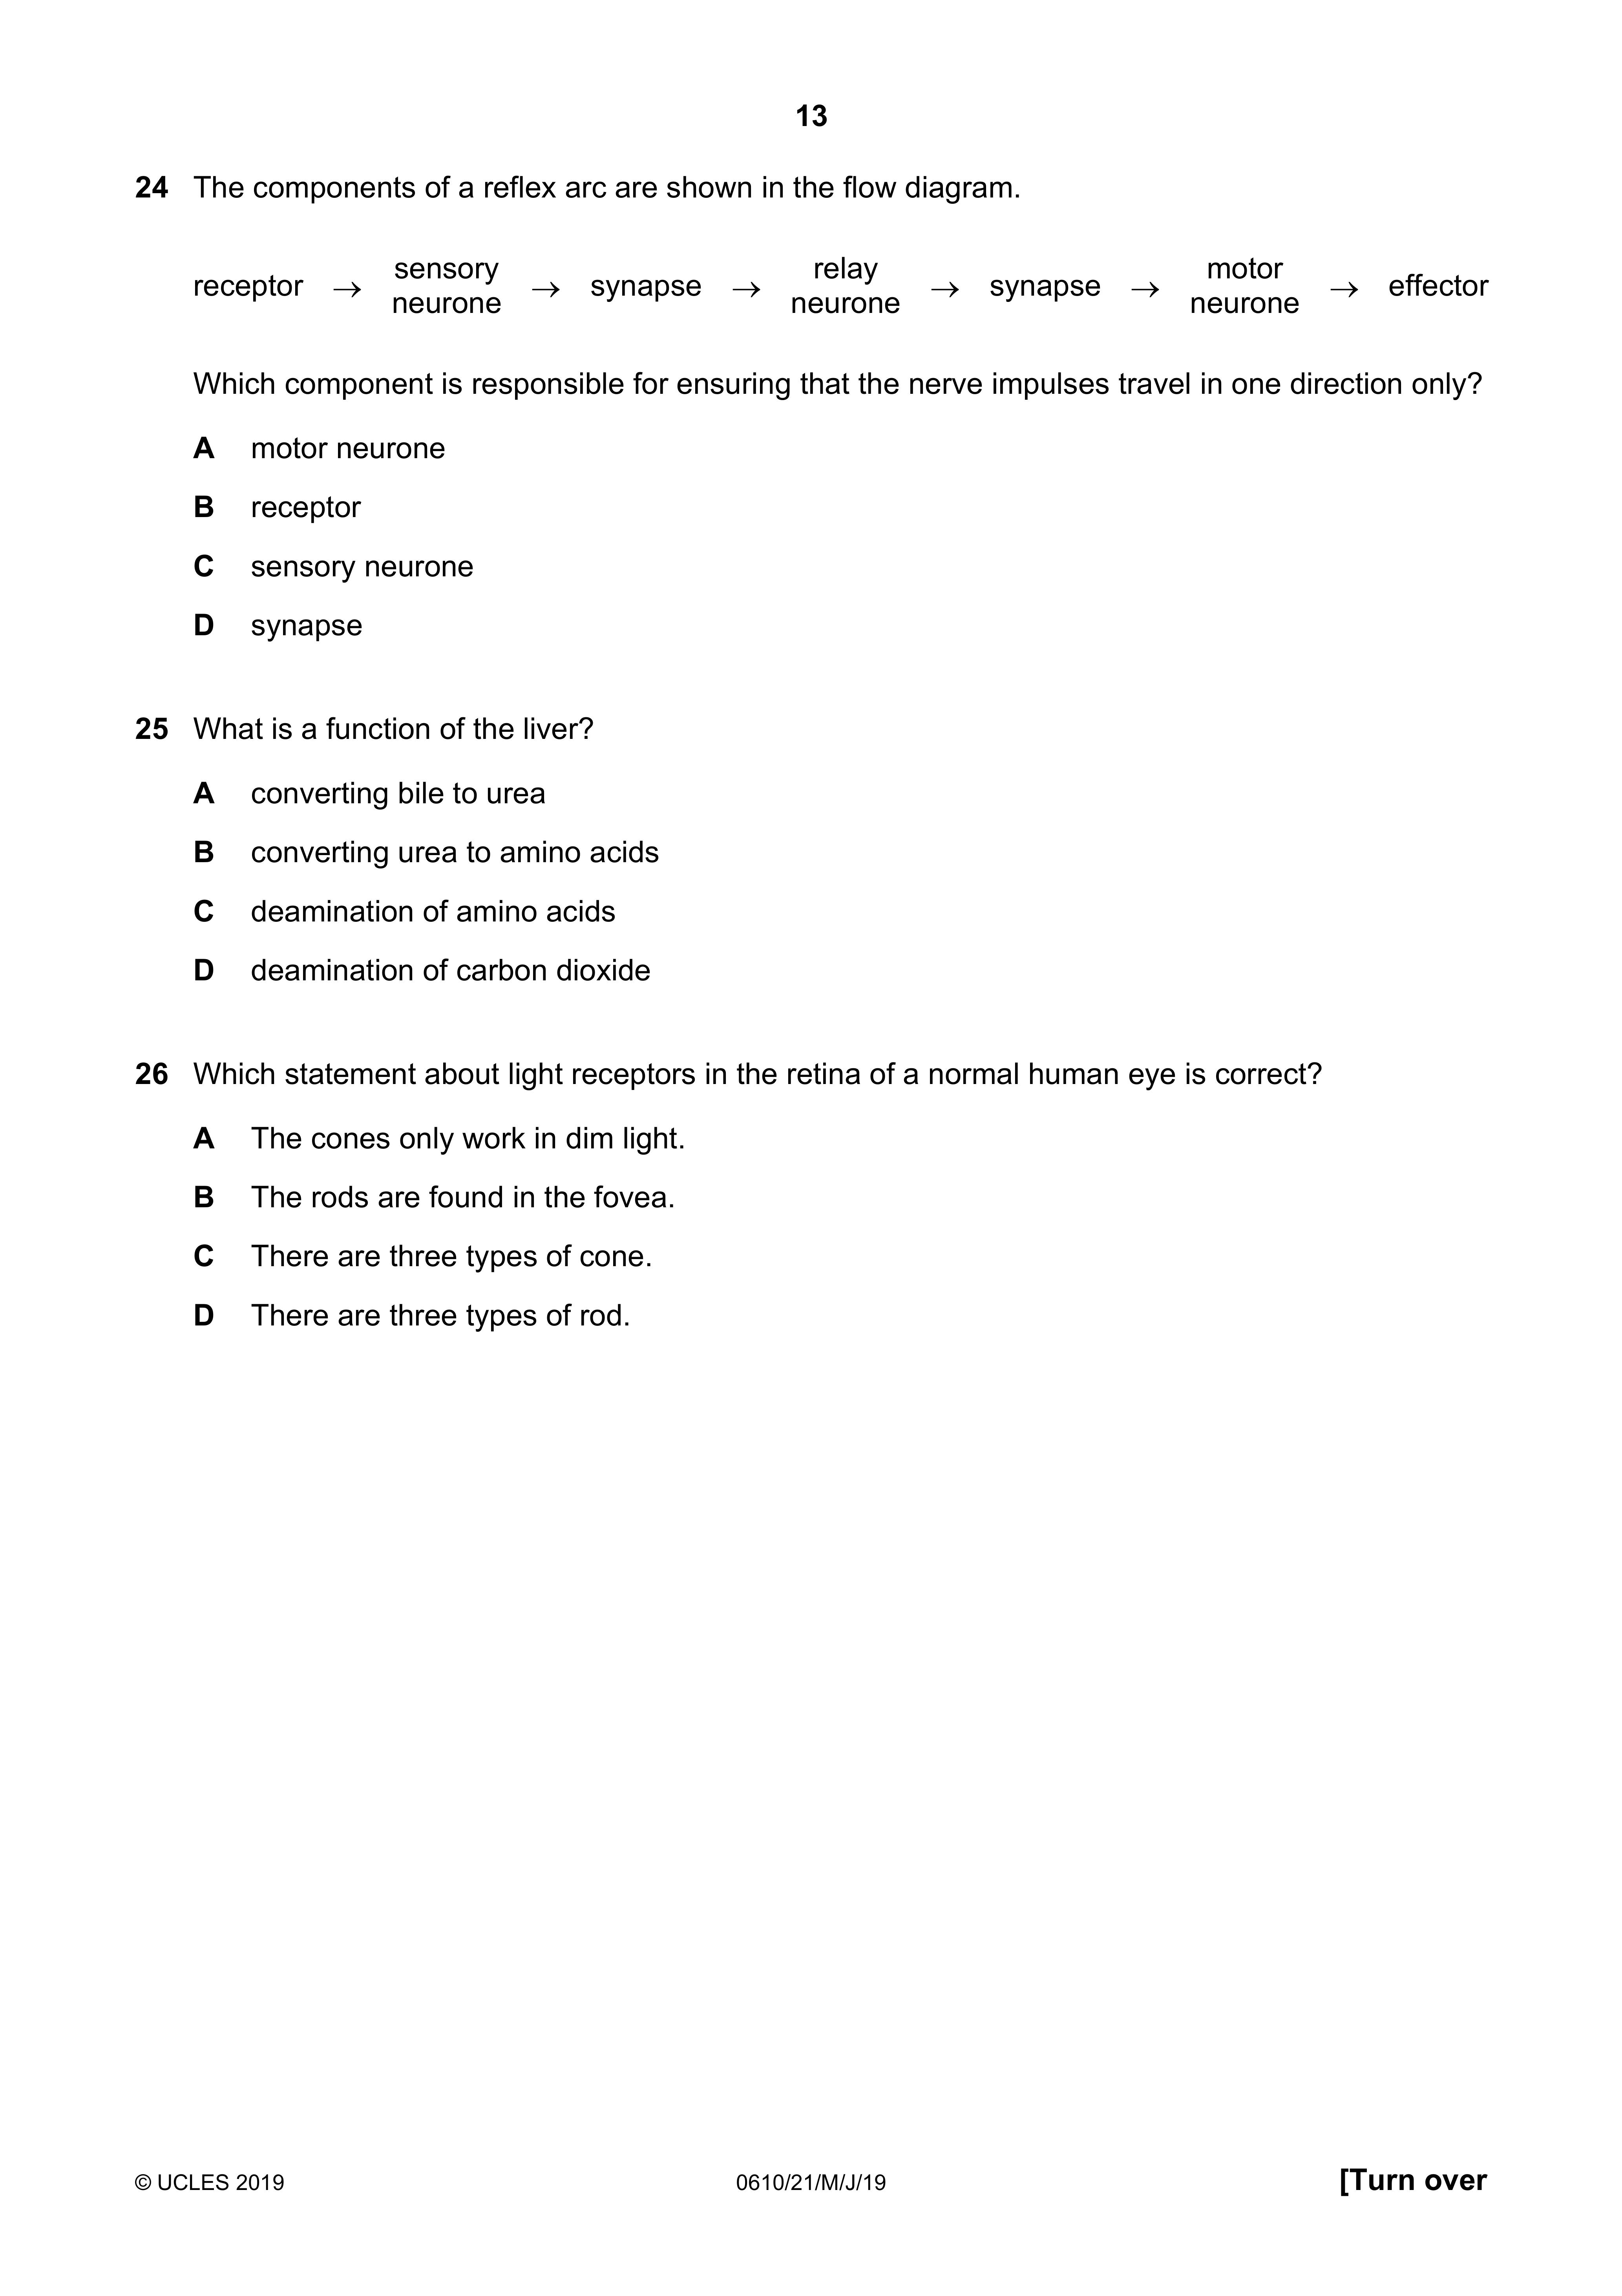 13
24 The components of a reflex arc are shown in the flow diagram.
receptor → sensory neurone → synapse → relay neurone → synapse → motor neurone → effector
Which component is responsible for ensuring that the nerve impulses travel in one direction only?
A motor neurone
B receptor
C sensory neurone
D synapse
25 What is a function of the liver?
A converting bile to urea
B converting urea to amino acids
C deamination of amino acids
D deamination of carbon dioxide
26 Which statement about light receptors in the retina of a normal human eye is correct?
A The cones only work in dim light.
B The rods are found in the fovea.
C There are three types of cone.
D There are three types of rod.
© UCLES 2019 0610/21/M/J/19 [Turn over